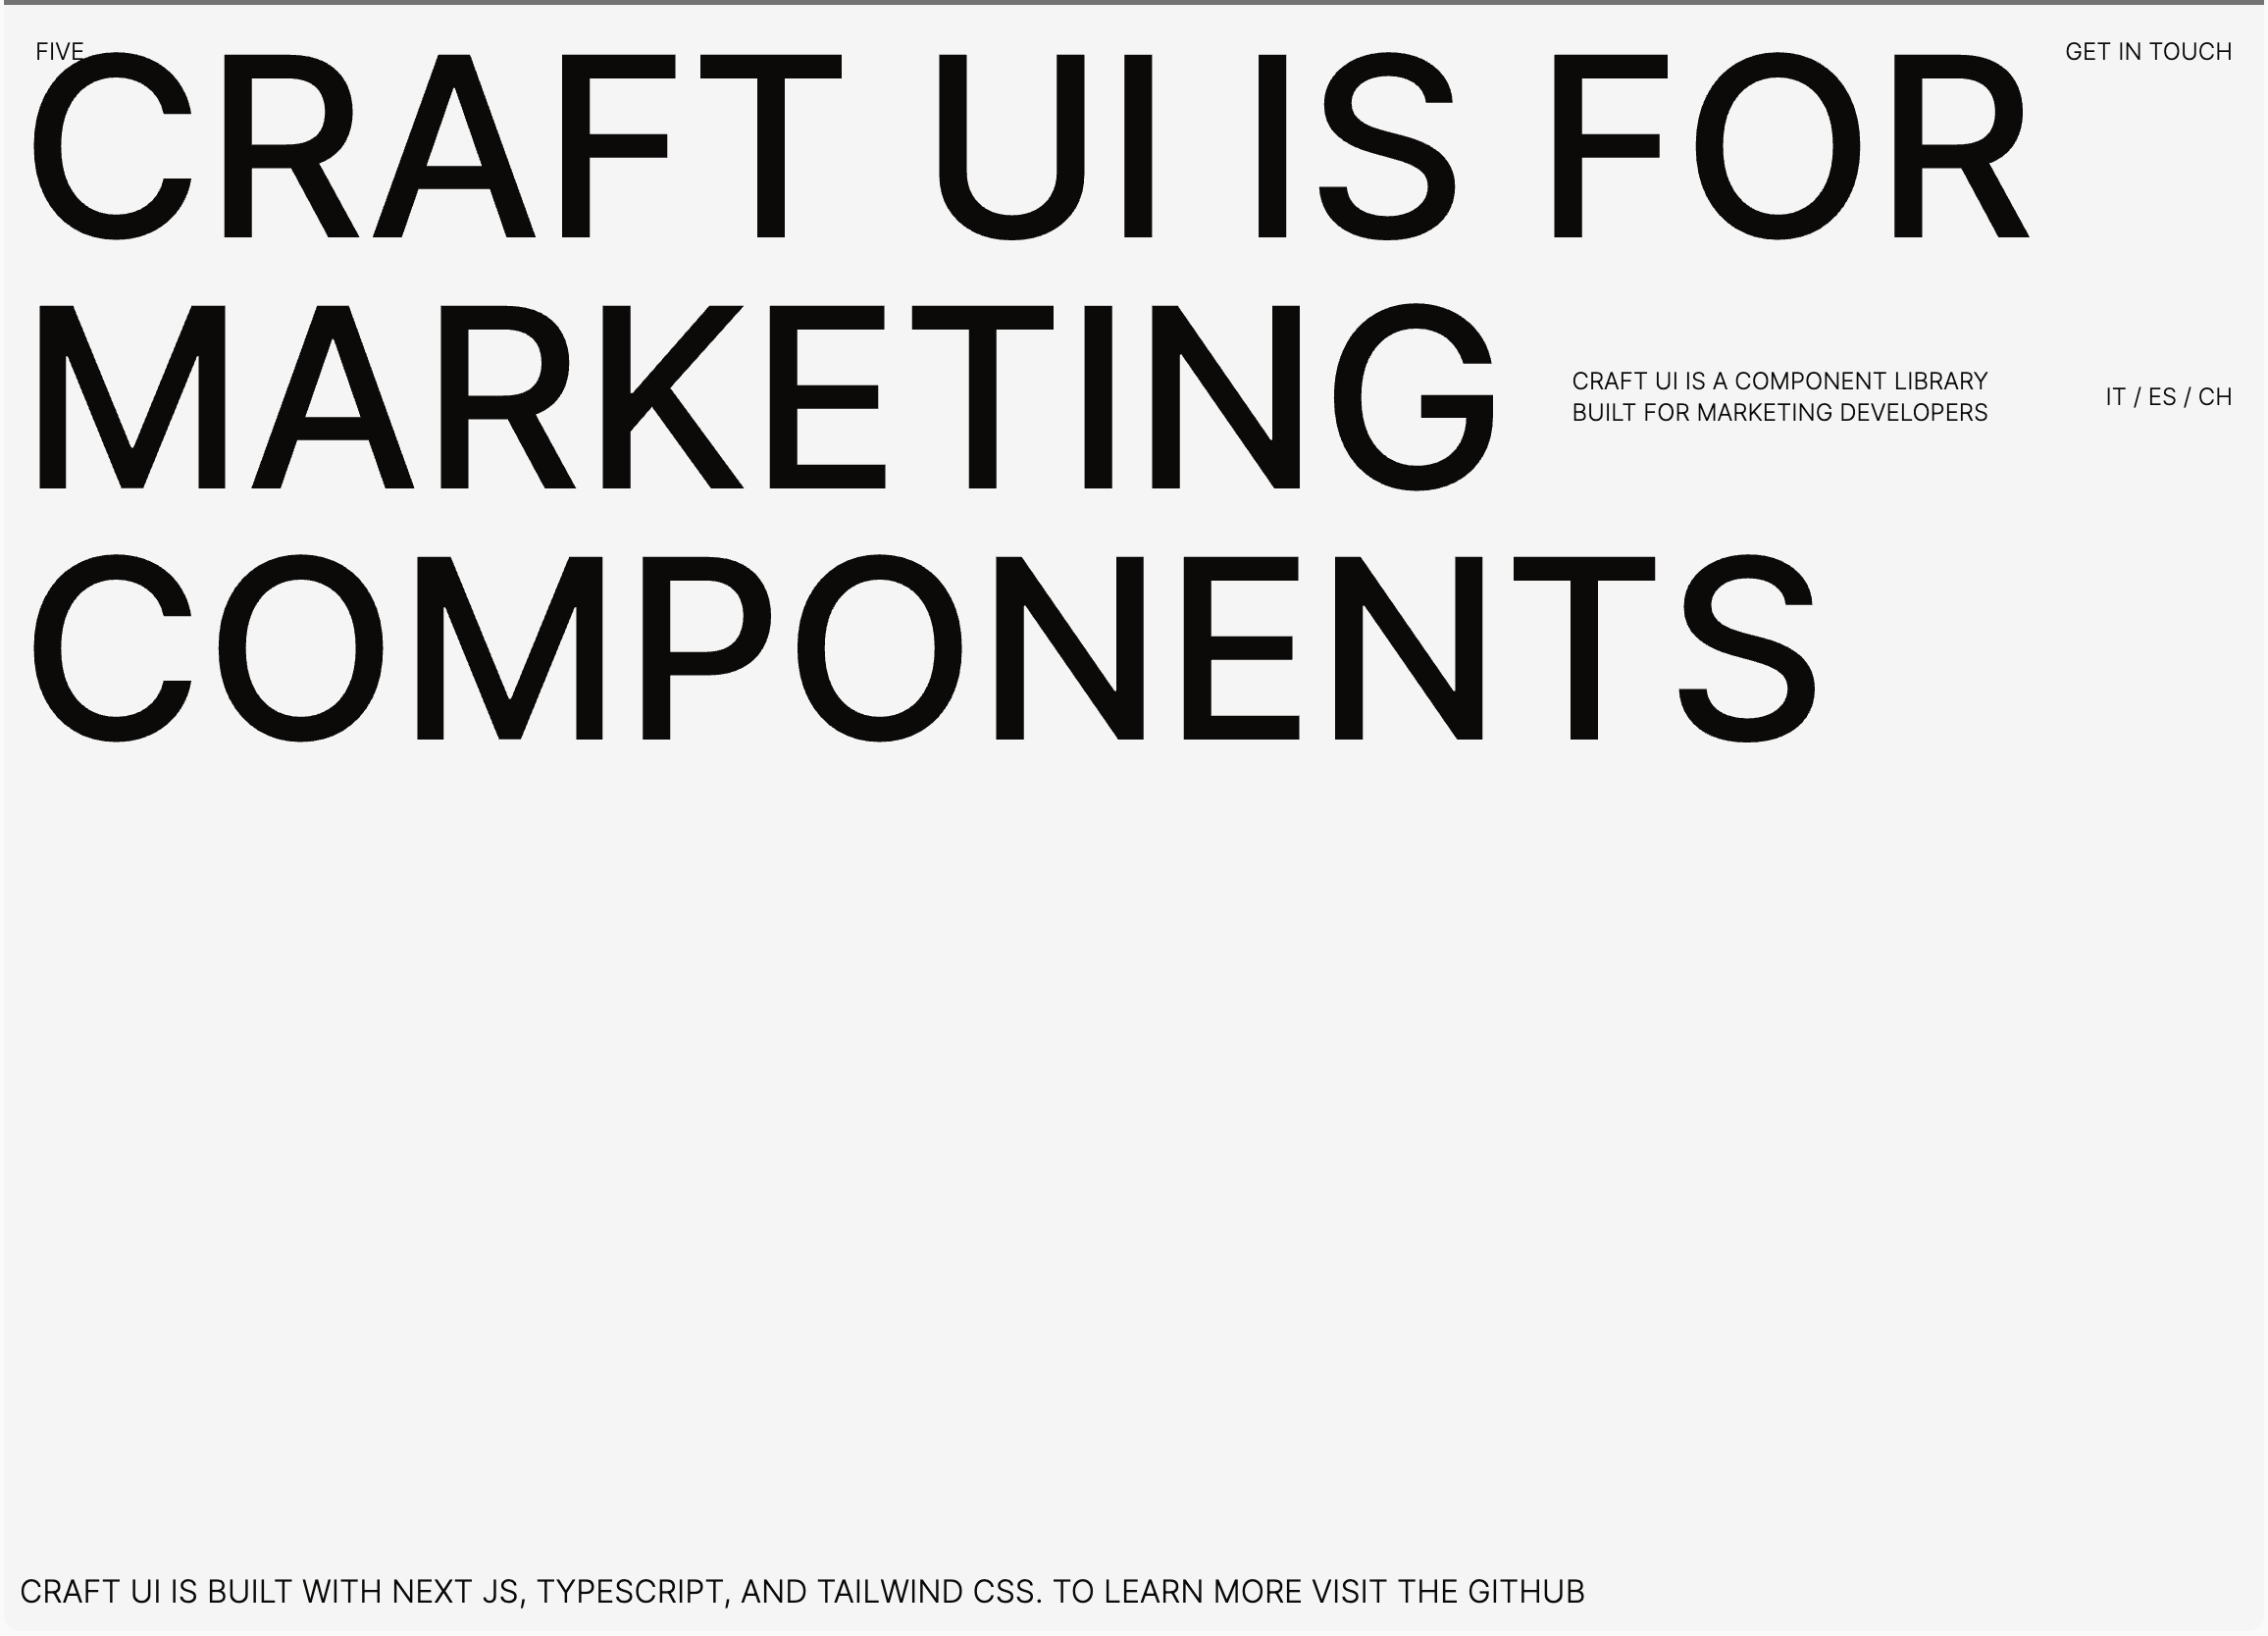 FIVE
GET IN TOUCH
CRAFT UI IS FOR
MARKETING
COMPONENTS
CRAFT UI IS A COMPONENT LIBRARY
BUILT FOR MARKETING DEVELOPERS
IT / ES / CH
CRAFT UI IS BUILT WITH NEXT JS, TYPESCRIPT, AND TAILWIND CSS. TO LEARN MORE VISIT THE GITHUB